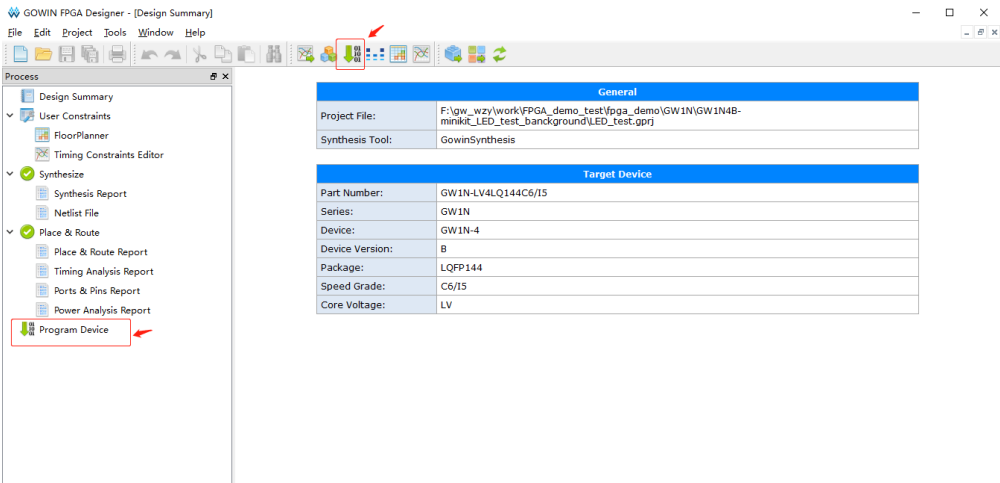 GOWIN FPGA Designer - [Design Summary]
File Edit Project Tools Window Help
Process
Design Summary
User Constraints
FloorPlanner
Timing Constraints Editor
Synthesize
Synthesis Report
Netlist File
Place & Route
Place & Route Report
Timing Analysis Report
Ports & Pins Report
Power Analysis Report
Program Device
General
Project File: F:\gw_wzy\work\FPGA_demo_test\fpga_demo\GW1N\GW1N4B-
minikit_LED_test_banckground\LED_test.gprj
Synthesis Tool: GowinSynthesis
Target Device
Part Number: GW1N-LV4LQ144C6/I5
Series: GW1N
Device: GW1N-4
Device Version: B
Package: LQFP144
Speed Grade: C6/I5
Core Voltage: LV